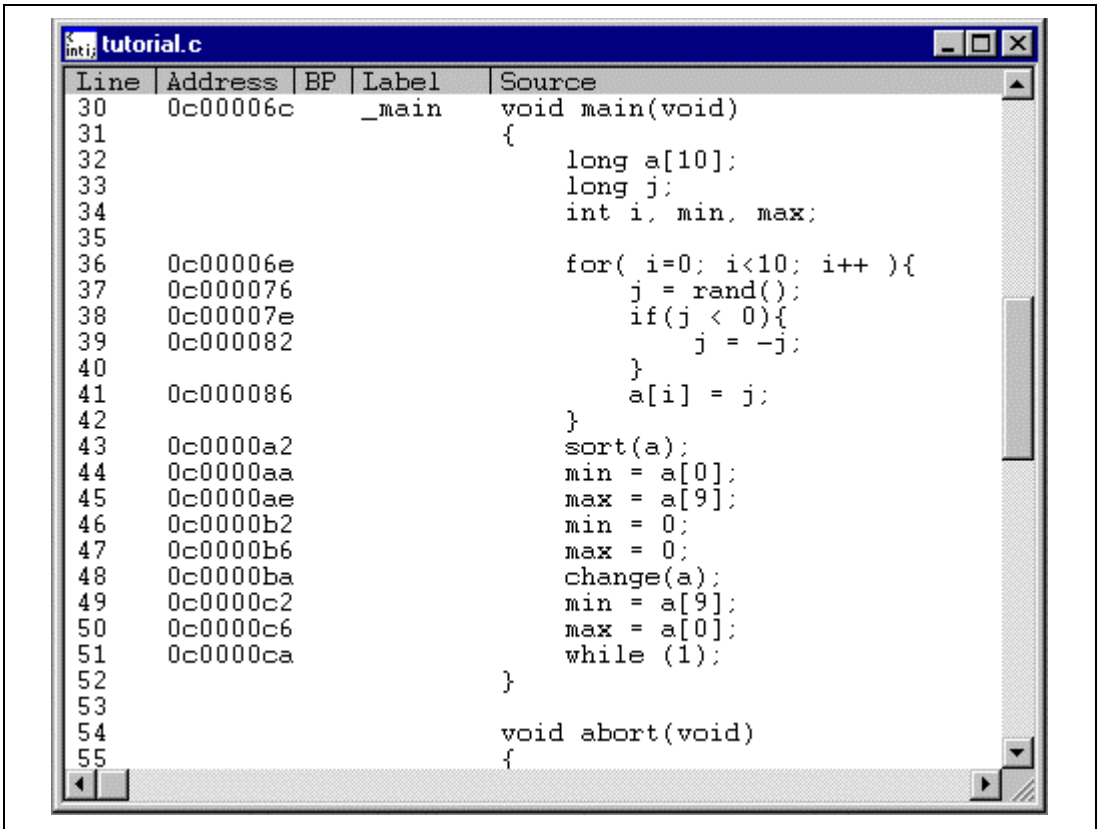 int i; tutorial.c
Line Address BP Label Source
30 0c00006c _main void main(void)
31 {
32 long a[10];
33 long j;
34 int i, min, max;
35
36 0c00006e for( i=0; i<10; i++ ){
37 0c000076 j = rand();
38 0c00007e if(j < 0){
39 0c000082 j = -j;
40 }
41 0c000086 a[i] = j;
42 }
43 0c0000a2 sort(a);
44 0c0000aa min = a[0];
45 0c0000ae max = a[9];
46 0c0000b2 min = 0;
47 0c0000b6 max = 0;
48 0c0000ba change(a);
49 0c0000c2 min = a[9];
50 0c0000c6 max = a[0];
51 0c0000ca while (1);
52 }
53
54 void abort(void)
55 {